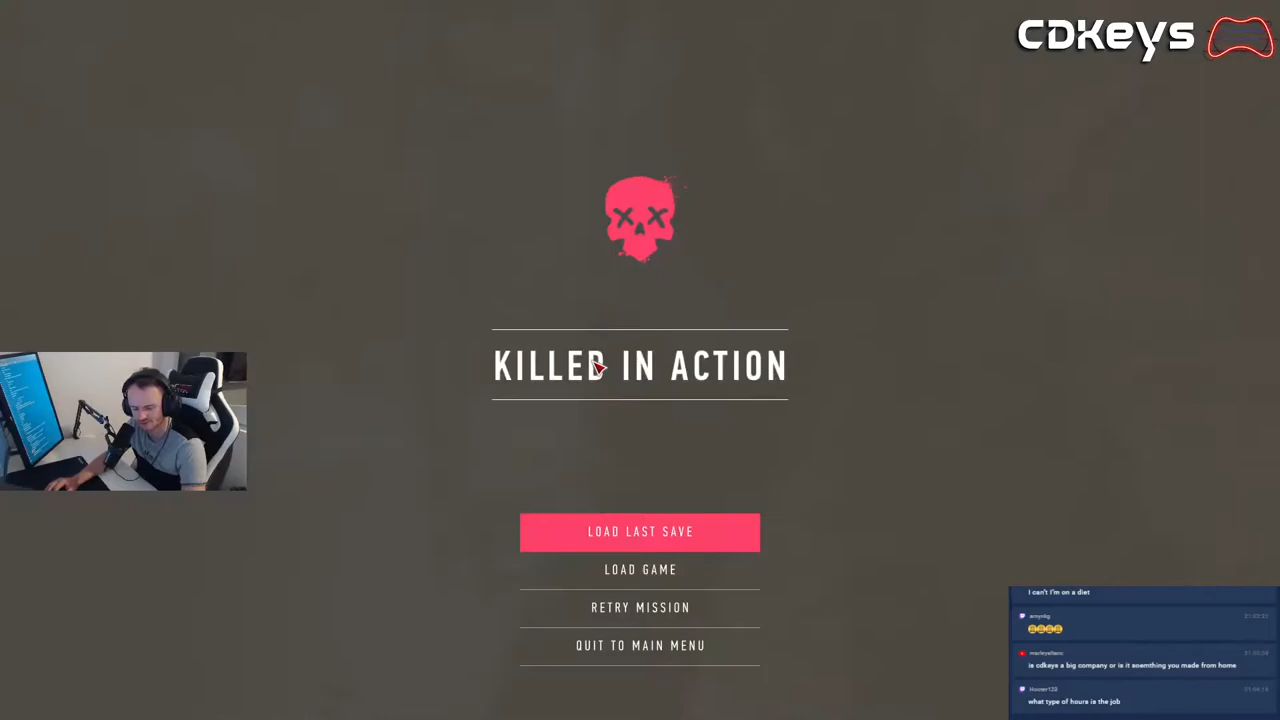 CDKeys
KILLED IN ACTION
LOAD LAST SAVE
LOAD GAME
RETRY MISSION
QUIT TO MAIN MENU
I can't I'm on a diet
is cdkeys a big company or is it soemthing you made from home
what type of hours is the job